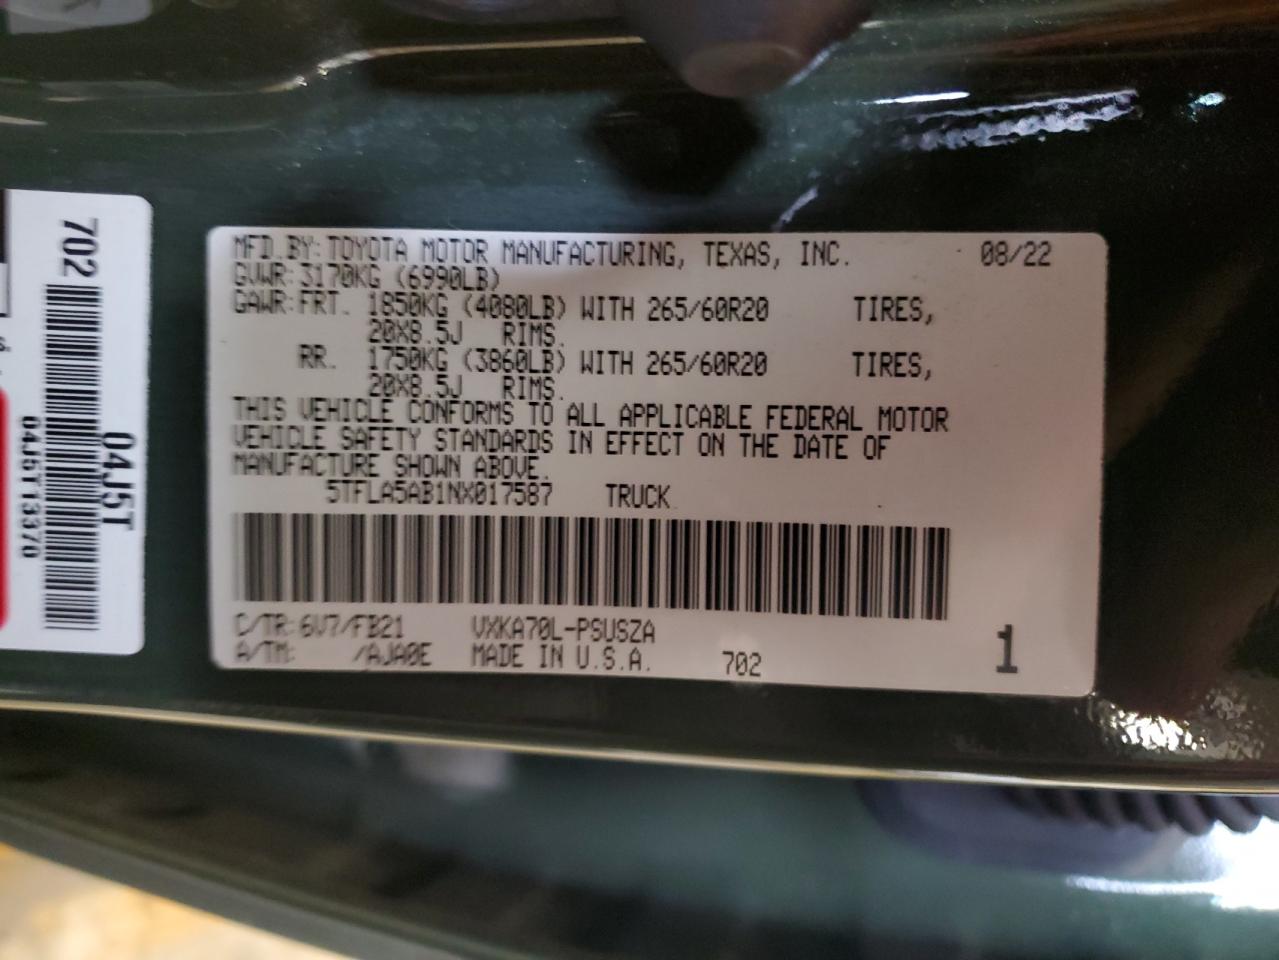 MFD.BY: TOYOTA MOTOR MANUFACTURING, TEXAS, INC. 08/22
GVWR: 3170KG (6990LB)
GAWR: FRT. 1850KG (4080LB) WITH 265/60R20 TIRES,
20X8.5J RIMS.
RR. 1750KG (3860LB) WITH 265/60R20 TIRES,
20X8.5J RIMS.
THIS VEHICLE CONFORMS TO ALL APPLICABLE FEDERAL MOTOR
VEHICLE SAFETY STANDARDS IN EFFECT ON THE DATE OF
MANUFACTURE SHOWN ABOVE.
5TFLA5AB1NX017587 TRUCK
C/TR: 6V7/FB21 VXKA70L-PSUSZA
A/TM: /AJA0E MADE IN U.S.A. 702
1
702
04J5T
04J5T13370